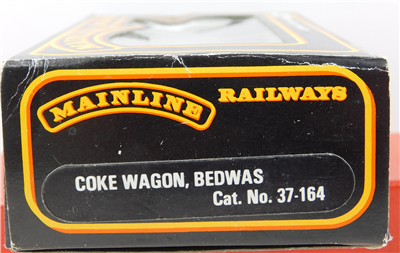 MAINLINE RAILWAYS
COKE WAGON, BEDWAS
Cat. No. 37-164